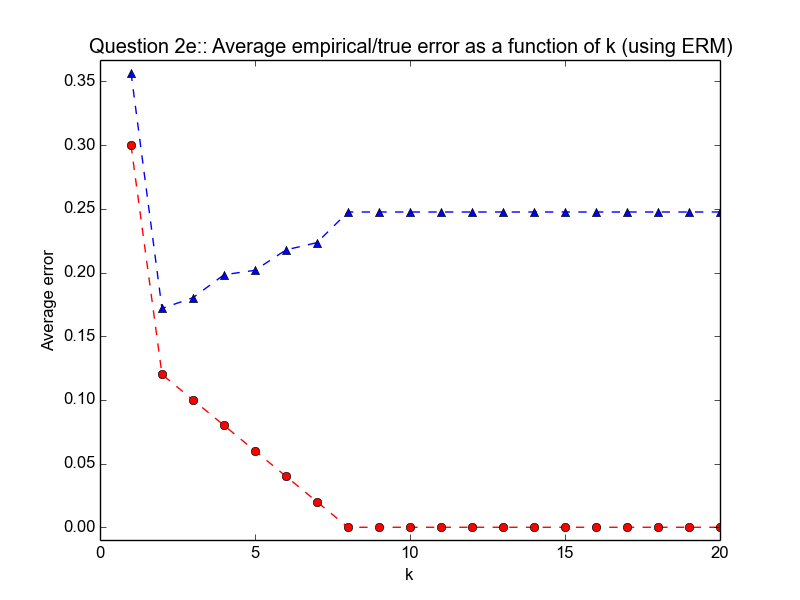 Question 2e:: Average empirical/true error as a function of k (using ERM)
0.35
0.30
0.25
0.20
0.15
0.10
0.05
0.00
Average error
0 5 10 15 20
k